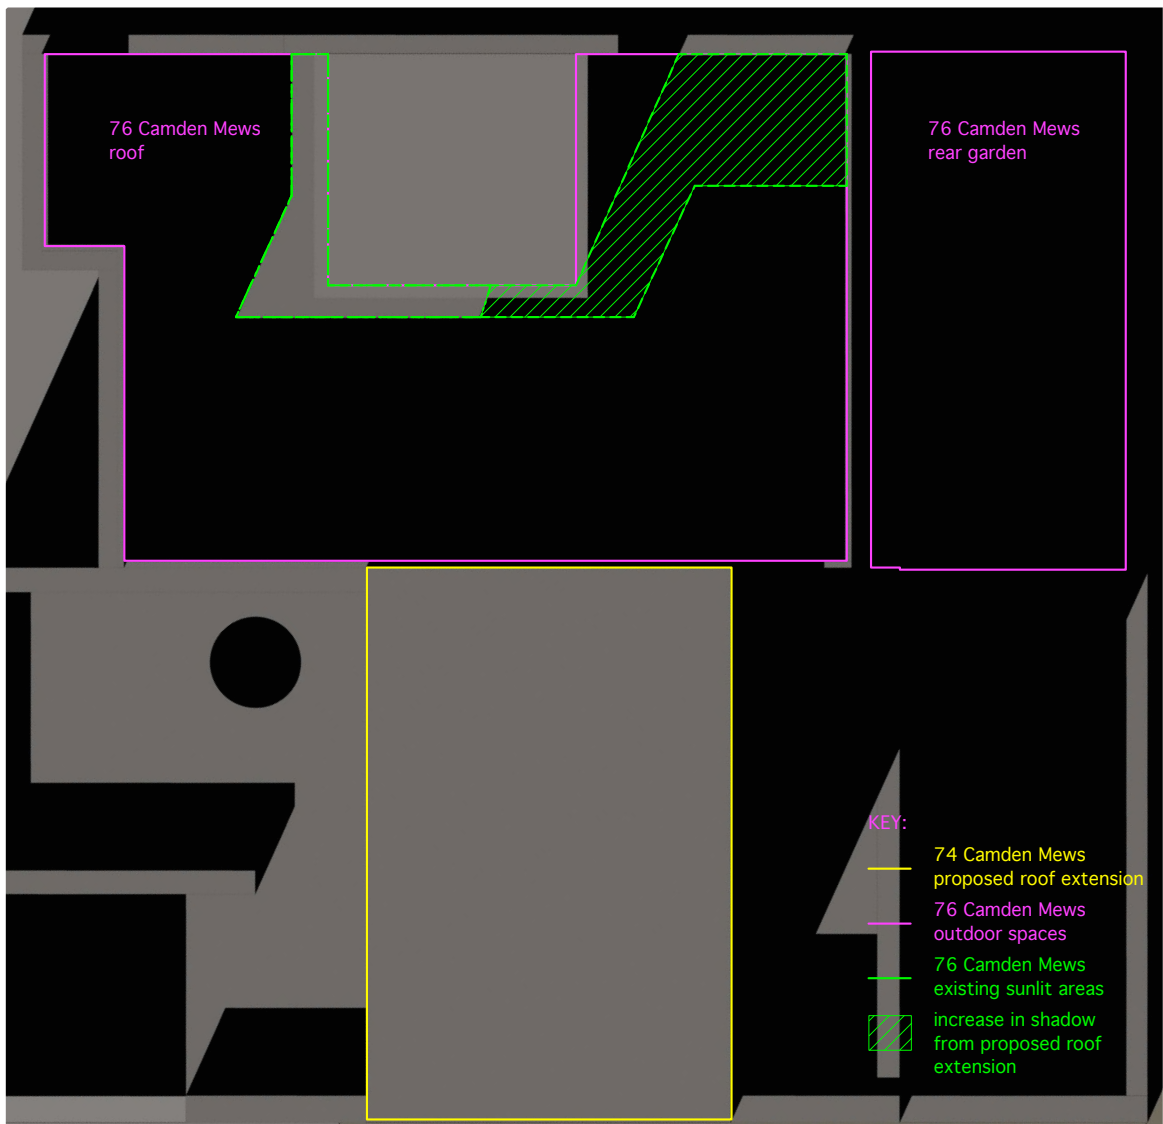 76 Camden Mews
roof
76 Camden Mews
rear garden
KEY:
74 Camden Mews
proposed roof extension
76 Camden Mews
outdoor spaces
76 Camden Mews
existing sunlit areas
increase in shadow
from proposed roof
extension